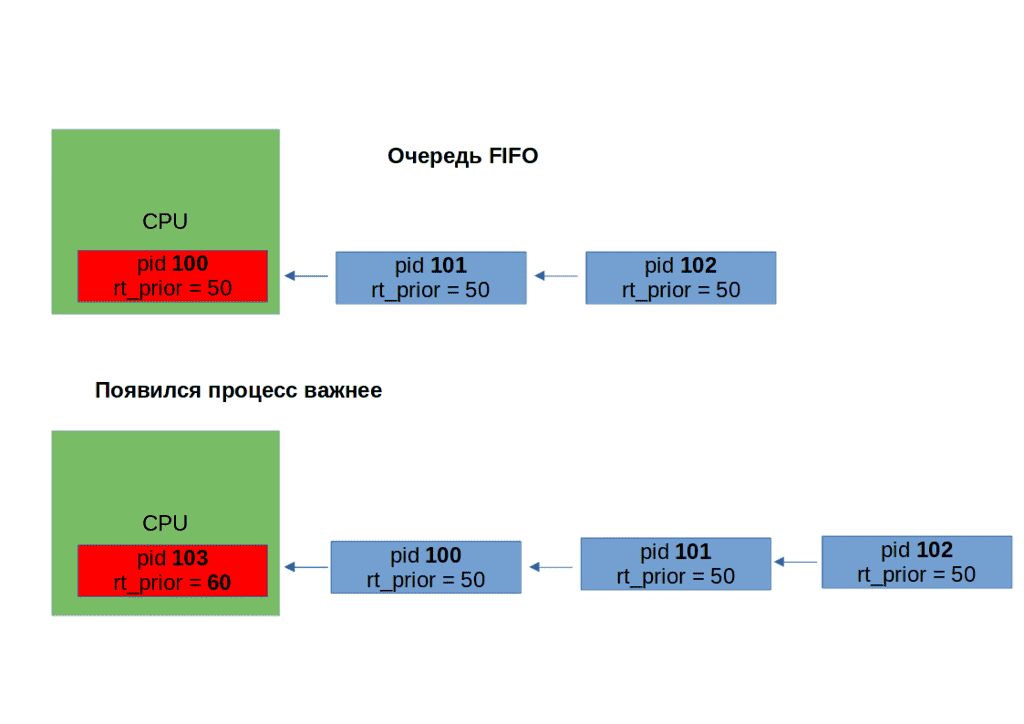 Очередь FIFO
CPU
pid 100
rt_prior = 50
pid 101
rt_prior = 50
pid 102
rt_prior = 50
Появился процесс важнее
CPU
pid 103
rt_prior = 60
pid 100
rt_prior = 50
pid 101
rt_prior = 50
pid 102
rt_prior = 50